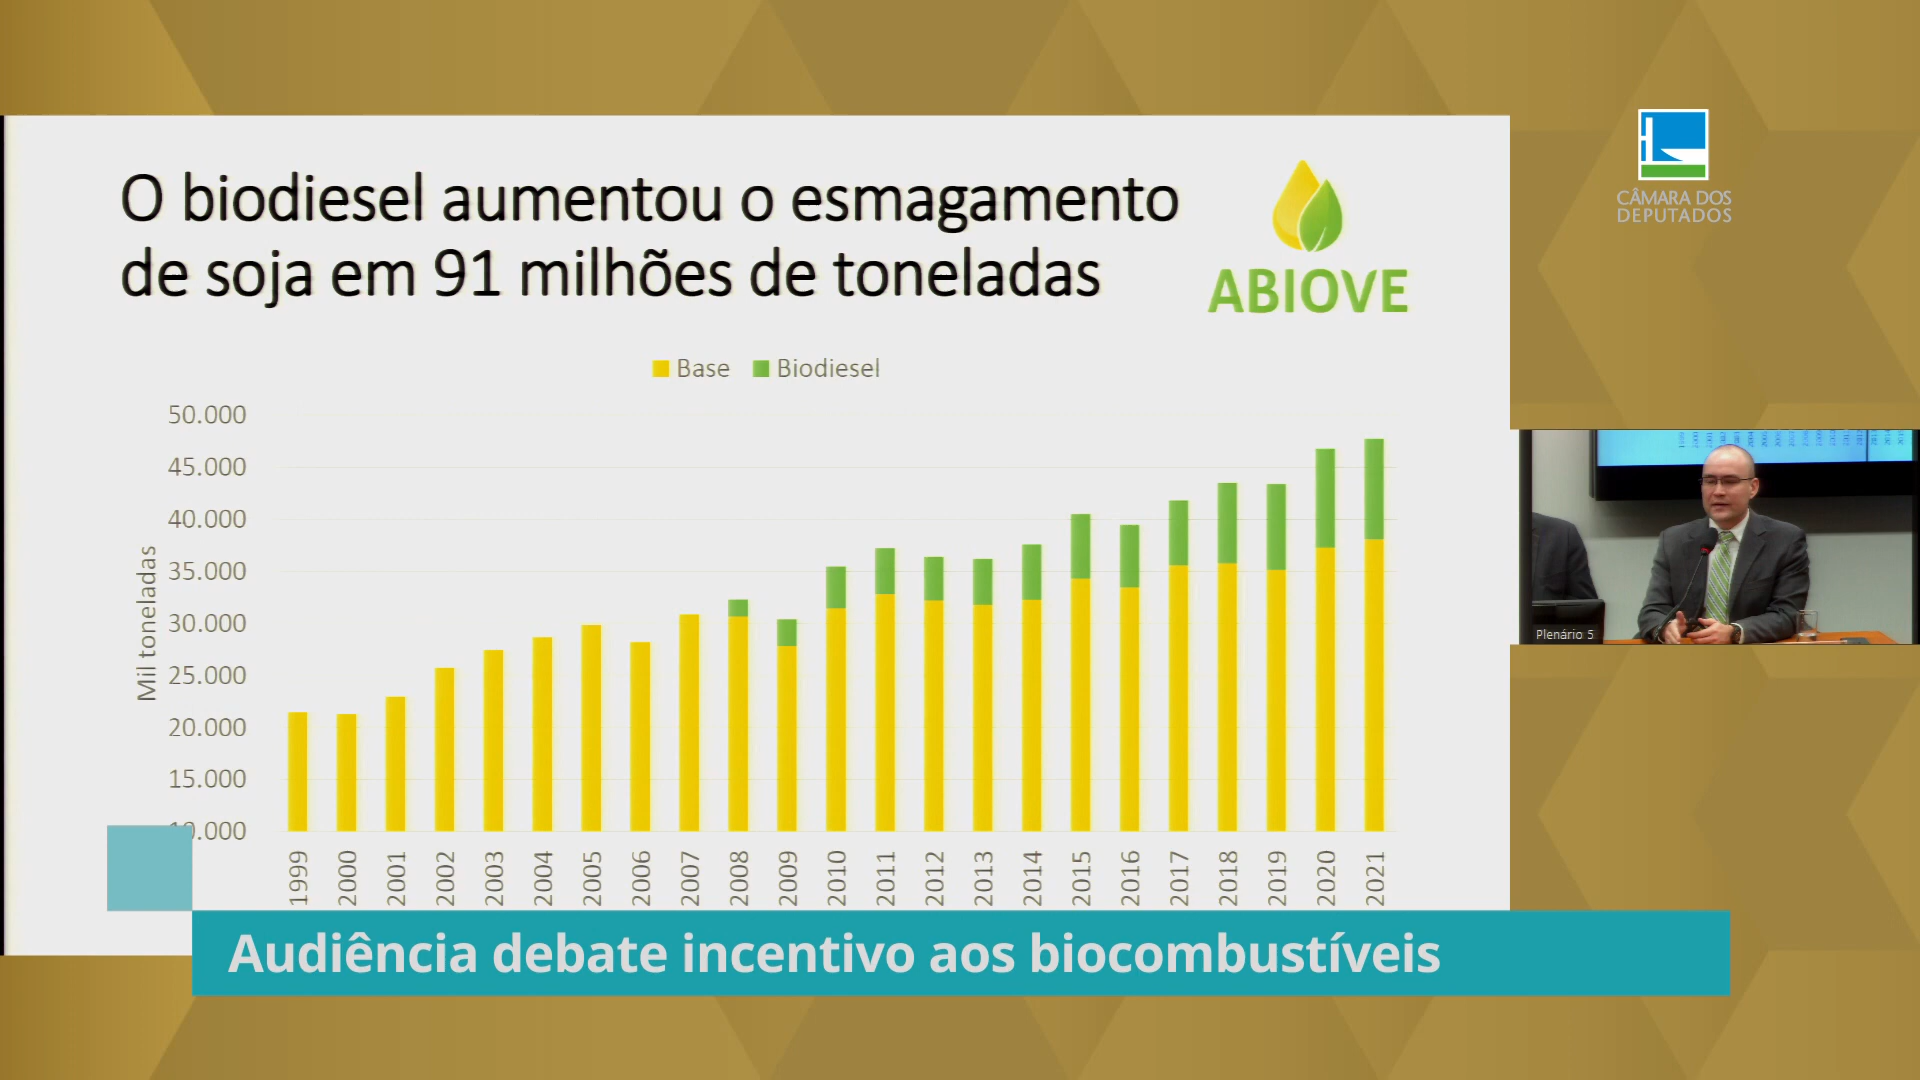 O biodiesel aumentou o esmagamento
de soja em 91 milhões de toneladas
ABIOVE
CÂMARA DOS
DEPUTADOS
Base Biodiesel
50.000
45.000
40.000
35.000
30.000
25.000
20.000
15.000
.000
Mil toneladas
1999 2000 2001 2002 2003 2004 2005 2006 2007 2008 2009 2010 2011 2012 2013 2014 2015 2016 2017 2018 2019 2020 2021
Plenário 5
Audiência debate incentivo aos biocombustíveis